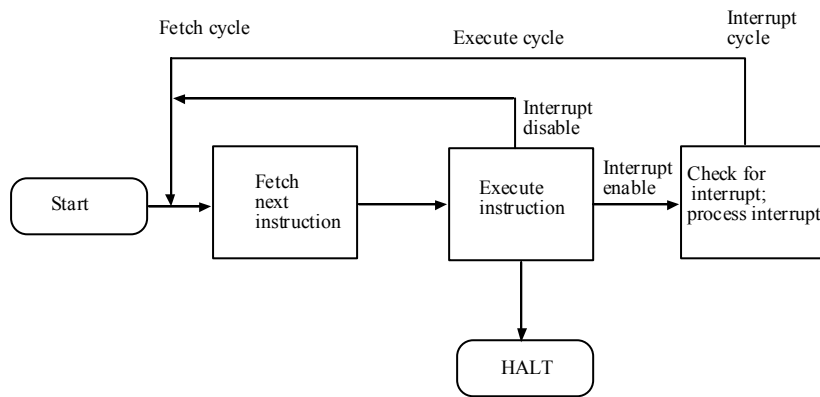 Fetch cycle
Execute cycle
Interrupt
cycle
Interrupt
disable
Start
Fetch
next
instruction
Execute
instruction
Interrupt
enable
Check for
interrupt;
process interrupt
HALT